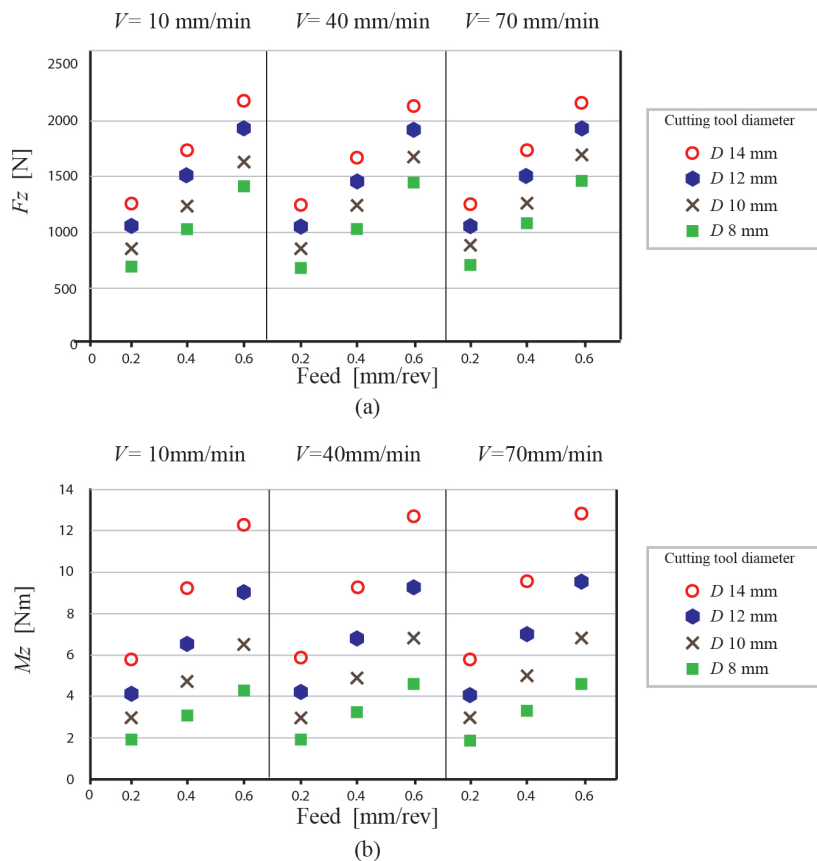 V= 10 mm/min V= 40 mm/min V= 70 mm/min
2500
2000
1500
1000
500
0
Fz [N]
0 0.2 0.4 0.6 0.2 0.4 0.6 0.2 0.4 0.6
Feed [mm/rev]
(a)
Cutting tool diameter
D 14 mm
D 12 mm
D 10 mm
D 8 mm
V= 10mm/min V=40mm/min V=70mm/min
14
12
10
8
6
4
2
0
Mz [Nm]
0 0.2 0.4 0.6 0.2 0.4 0.6 0.2 0.4 0.6
Feed [mm/rev]
(b)
Cutting tool diameter
D 14 mm
D 12 mm
D 10 mm
D 8 mm